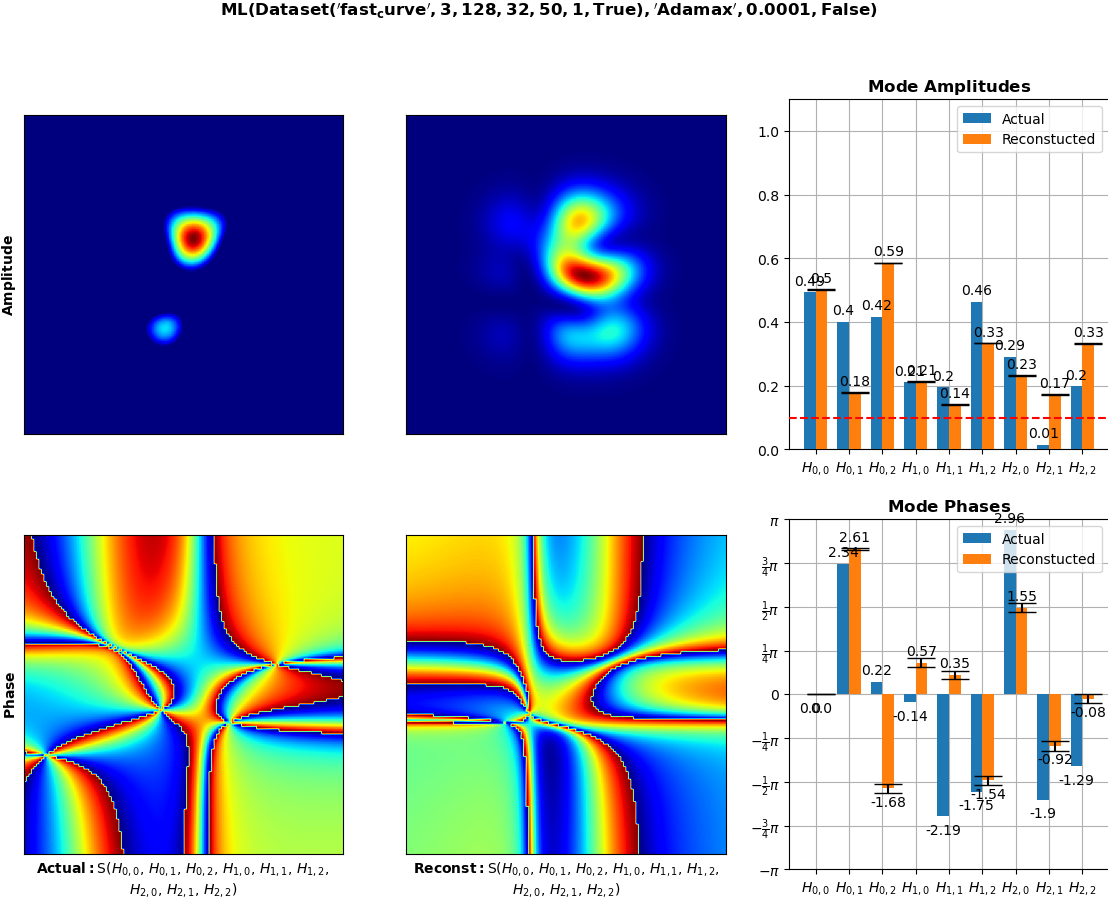 ML(Dataset('fast_curve', 3, 128, 32, 50, 1, True), 'Adamax', 0.0001, False)
Mode Amplitudes
Amplitude
Actual
Reconstucted
1.0
0.8
0.6
0.4
0.2
0.0
0.49 0.5 0.4 0.18 0.42 0.59 0.21 0.21 0.2 0.14 0.46 0.33 0.29 0.23 0.01 0.17 0.2 0.33
H0,0 H0,1 H0,2 H1,0 H1,1 H1,2 H2,0 H2,1 H2,2
Mode Phases
Phase
Actual
Reconstucted
π
3/4π
1/2π
1/4π
0
−1/4π
−1/2π
−3/4π
−π
0.0 0.0 2.34 2.61 0.22 -1.68 -0.14 0.57 -2.19 0.35 -1.75 -1.54 2.96 1.55 -1.9 -0.92 -1.29 -0.08
H0,0 H0,1 H0,2 H1,0 H1,1 H1,2 H2,0 H2,1 H2,2
Actual: S(H0,0, H0,1, H0,2, H1,0, H1,1, H1,2,
H2,0, H2,1, H2,2)
Reconst: S(H0,0, H0,1, H0,2, H1,0, H1,1, H1,2,
H2,0, H2,1, H2,2)